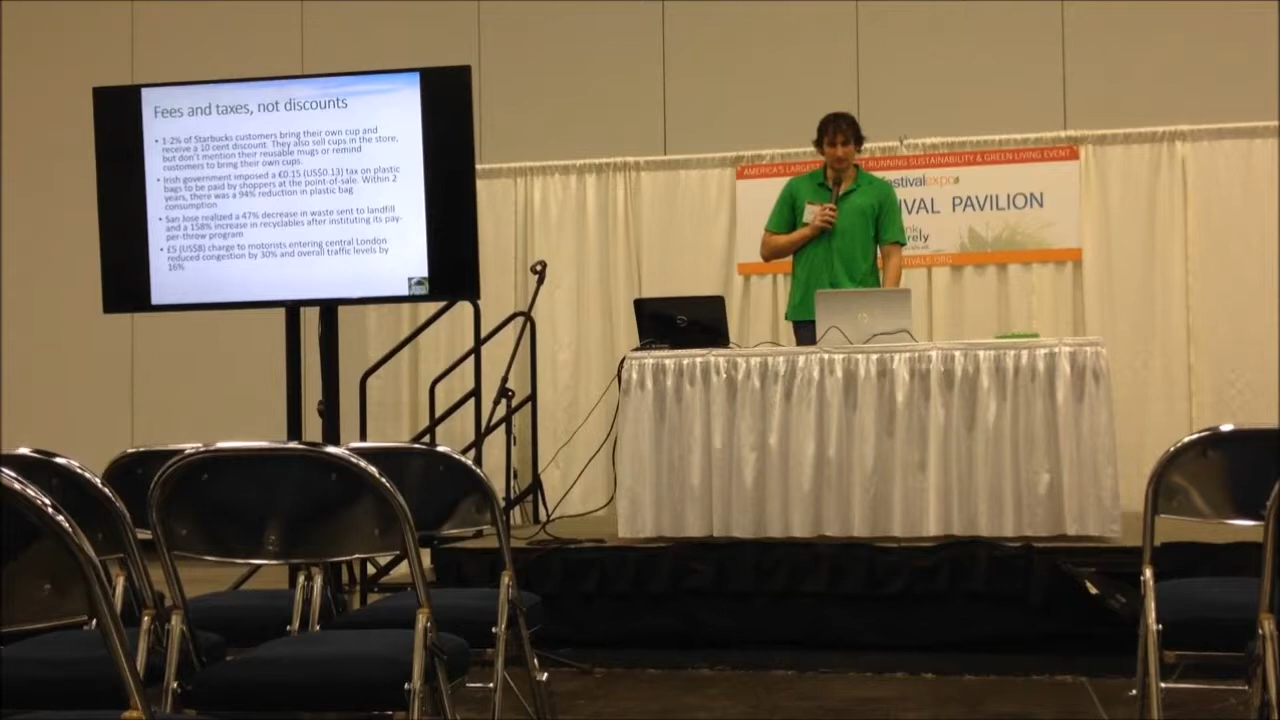 Fees and taxes, not discounts
• 1-2% of Starbucks customers bring their own cup and
receive a 10 cent discount. They also sell cups in the store,
but don't mention their reusable mugs or remind
customers to bring their own cups.
• Irish government imposed a €0.15 (US$0.13) tax on plastic
bags to be paid by shoppers at the point-of-sale. Within 2
years, there was a 94% reduction in plastic bag
consumption
• San Jose realized a 47% decrease in waste sent to landfill
and a 158% increase in recyclables after instituting its pay-
per-throw program
• £5 (US$8) charge to motorists entering central London
reduced congestion by 30% and overall traffic levels by
16%
AMERICA'S LARGEST T-RUNNING SUSTAINABILITY & GREEN LIVING EVENT
festivalexpo
IVAL PAVILION
nk
rely
STIVALS.ORG